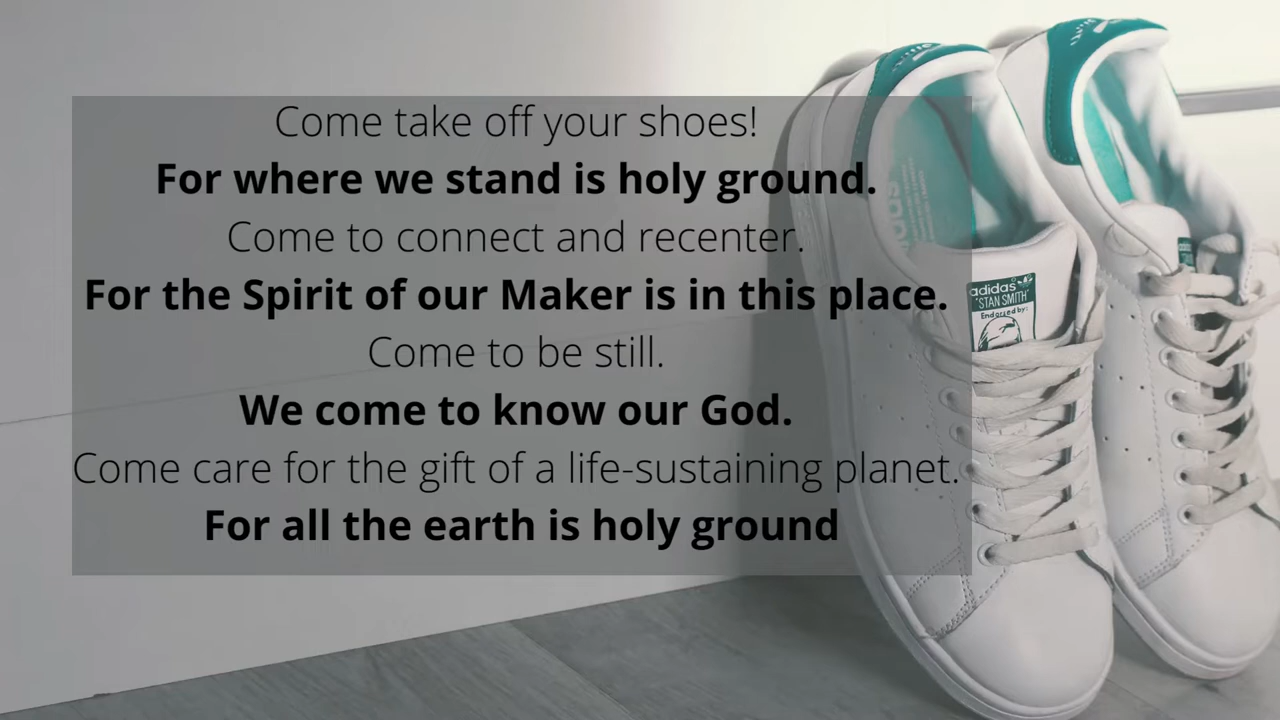 Come take off your shoes!
For where we stand is holy ground.
Come to connect and recenter.
For the Spirit of our Maker is in this place.
Come to be still.
We come to know our God.
Come care for the gift of a life-sustaining planet.
For all the earth is holy ground
adidas
STAN SMITH
Endorsed by: